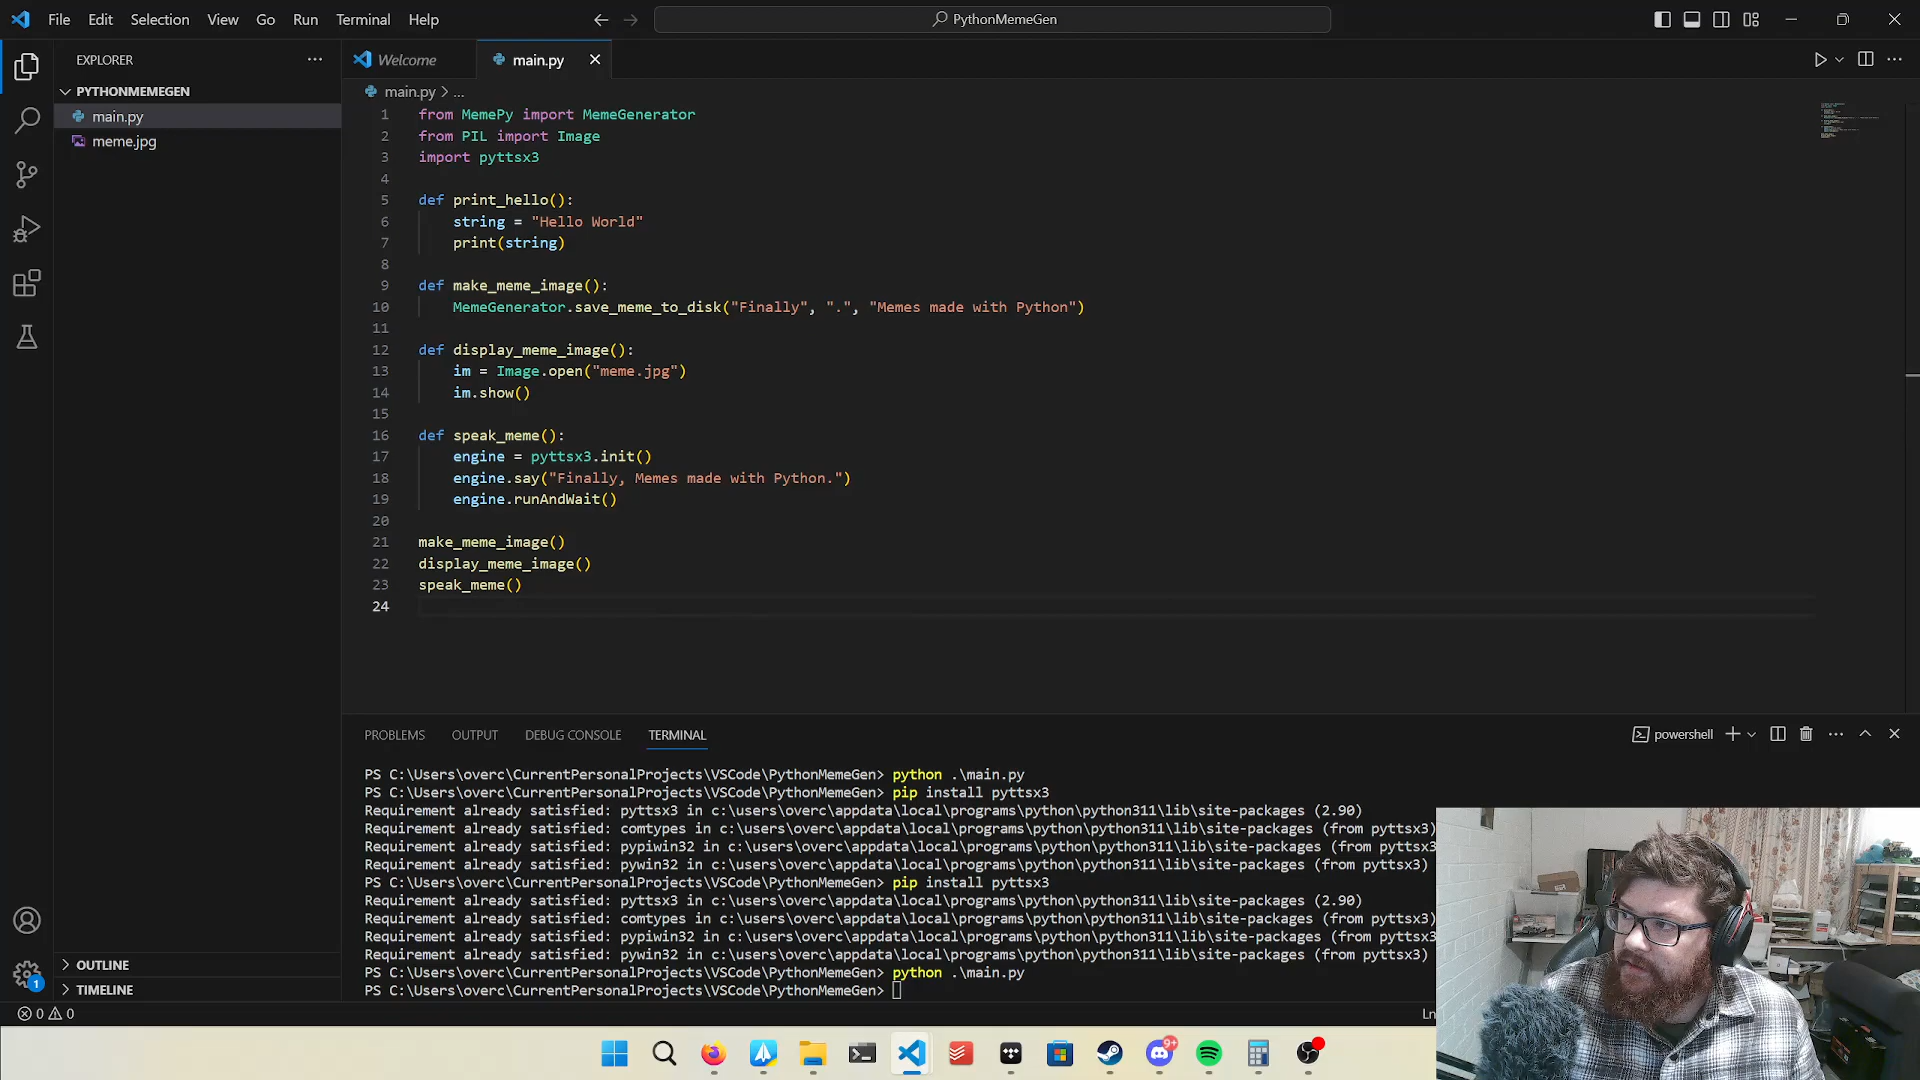 File Edit Selection View Go Run Terminal Help
PythonMemeGen
EXPLORER
PYTHONMEMEGEN
main.py
meme.jpg
OUTLINE
TIMELINE
Welcome
main.py
main.py > ...
1 from MemePy import MemeGenerator
2 from PIL import Image
3 import pyttsx3
4
5 def print_hello():
6 string = "Hello World"
7 print(string)
8
9 def make_meme_image():
10 MemeGenerator.save_meme_to_disk("Finally", ".", "Memes made with Python")
11
12 def display_meme_image():
13 im = Image.open("meme.jpg")
14 im.show()
15
16 def speak_meme():
17 engine = pyttsx3.init()
18 engine.say("Finally, Memes made with Python.")
19 engine.runAndWait()
20
21 make_meme_image()
22 display_meme_image()
23 speak_meme()
24
PROBLEMS OUTPUT DEBUG CONSOLE TERMINAL
powershell
PS C:\Users\overc\CurrentPersonalProjects\VSCode\PythonMemeGen> python .\main.py
PS C:\Users\overc\CurrentPersonalProjects\VSCode\PythonMemeGen> pip install pyttsx3
Requirement already satisfied: pyttsx3 in c:\users\overc\appdata\local\programs\python\python311\lib\site-packages (2.90)
Requirement already satisfied: comtypes in c:\users\overc\appdata\local\programs\python\python311\lib\site-packages (from pyttsx3)
Requirement already satisfied: pypiwin32 in c:\users\overc\appdata\local\programs\python\python311\lib\site-packages (from pyttsx3
Requirement already satisfied: pywin32 in c:\users\overc\appdata\local\programs\python\python311\lib\site-packages (from pyttsx3)
PS C:\Users\overc\CurrentPersonalProjects\VSCode\PythonMemeGen> pip install pyttsx3
Requirement already satisfied: pyttsx3 in c:\users\overc\appdata\local\programs\python\python311\lib\site-packages (2.90)
Requirement already satisfied: comtypes in c:\users\overc\appdata\local\programs\python\python311\lib\site-packages (from pyttsx3)
Requirement already satisfied: pypiwin32 in c:\users\overc\appdata\local\programs\python\python311\lib\site-packages (from pyttsx3
Requirement already satisfied: pywin32 in c:\users\overc\appdata\local\programs\python\python311\lib\site-packages (from pyttsx3)
PS C:\Users\overc\CurrentPersonalProjects\VSCode\PythonMemeGen> python .\main.py
PS C:\Users\overc\CurrentPersonalProjects\VSCode\PythonMemeGen>
1
0 0
Ln
9+